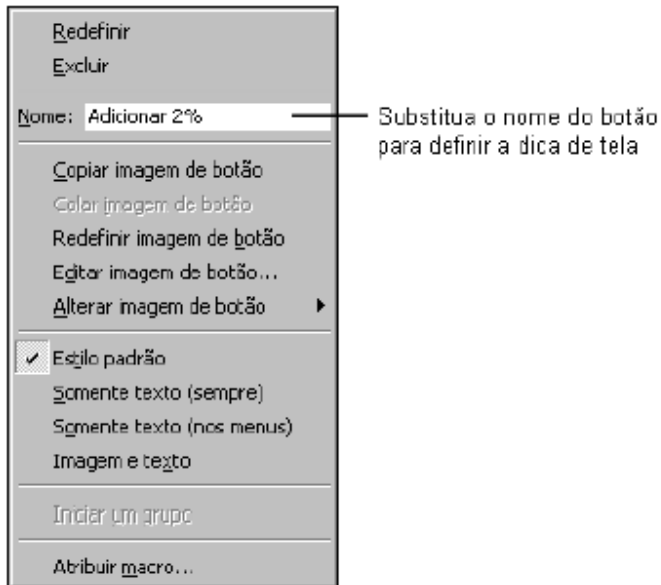 Redefinir
Excluir
Nome: Adicionar 2%
Substitua o nome do botão
para definir a dica de tela
Copiar imagem de botão
Colar imagem de botão
Redefinir imagem de botão
Editar imagem de botão...
Alterar imagem de botão
Estilo padrão
Somente texto (sempre)
Somente texto (nos menus)
Imagem e texto
Iniciar um grupo
Atribuir macro...